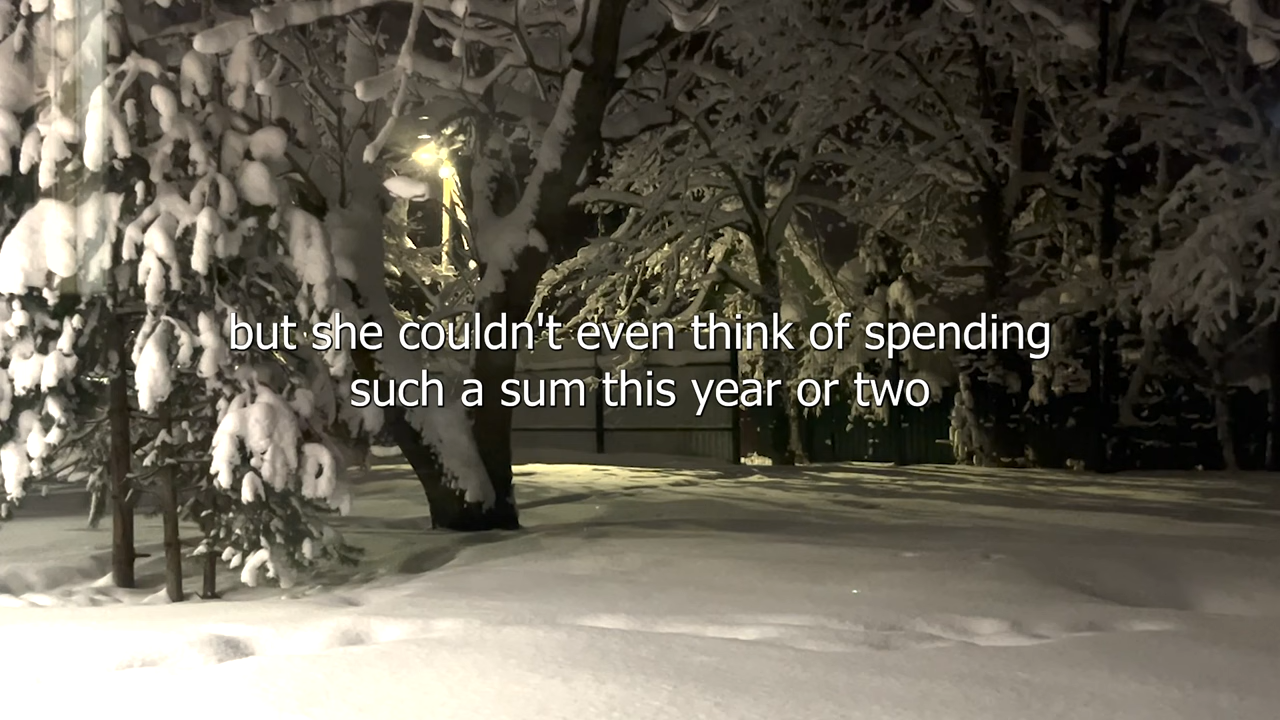 but she couldn't even think of spending
such a sum this year or two